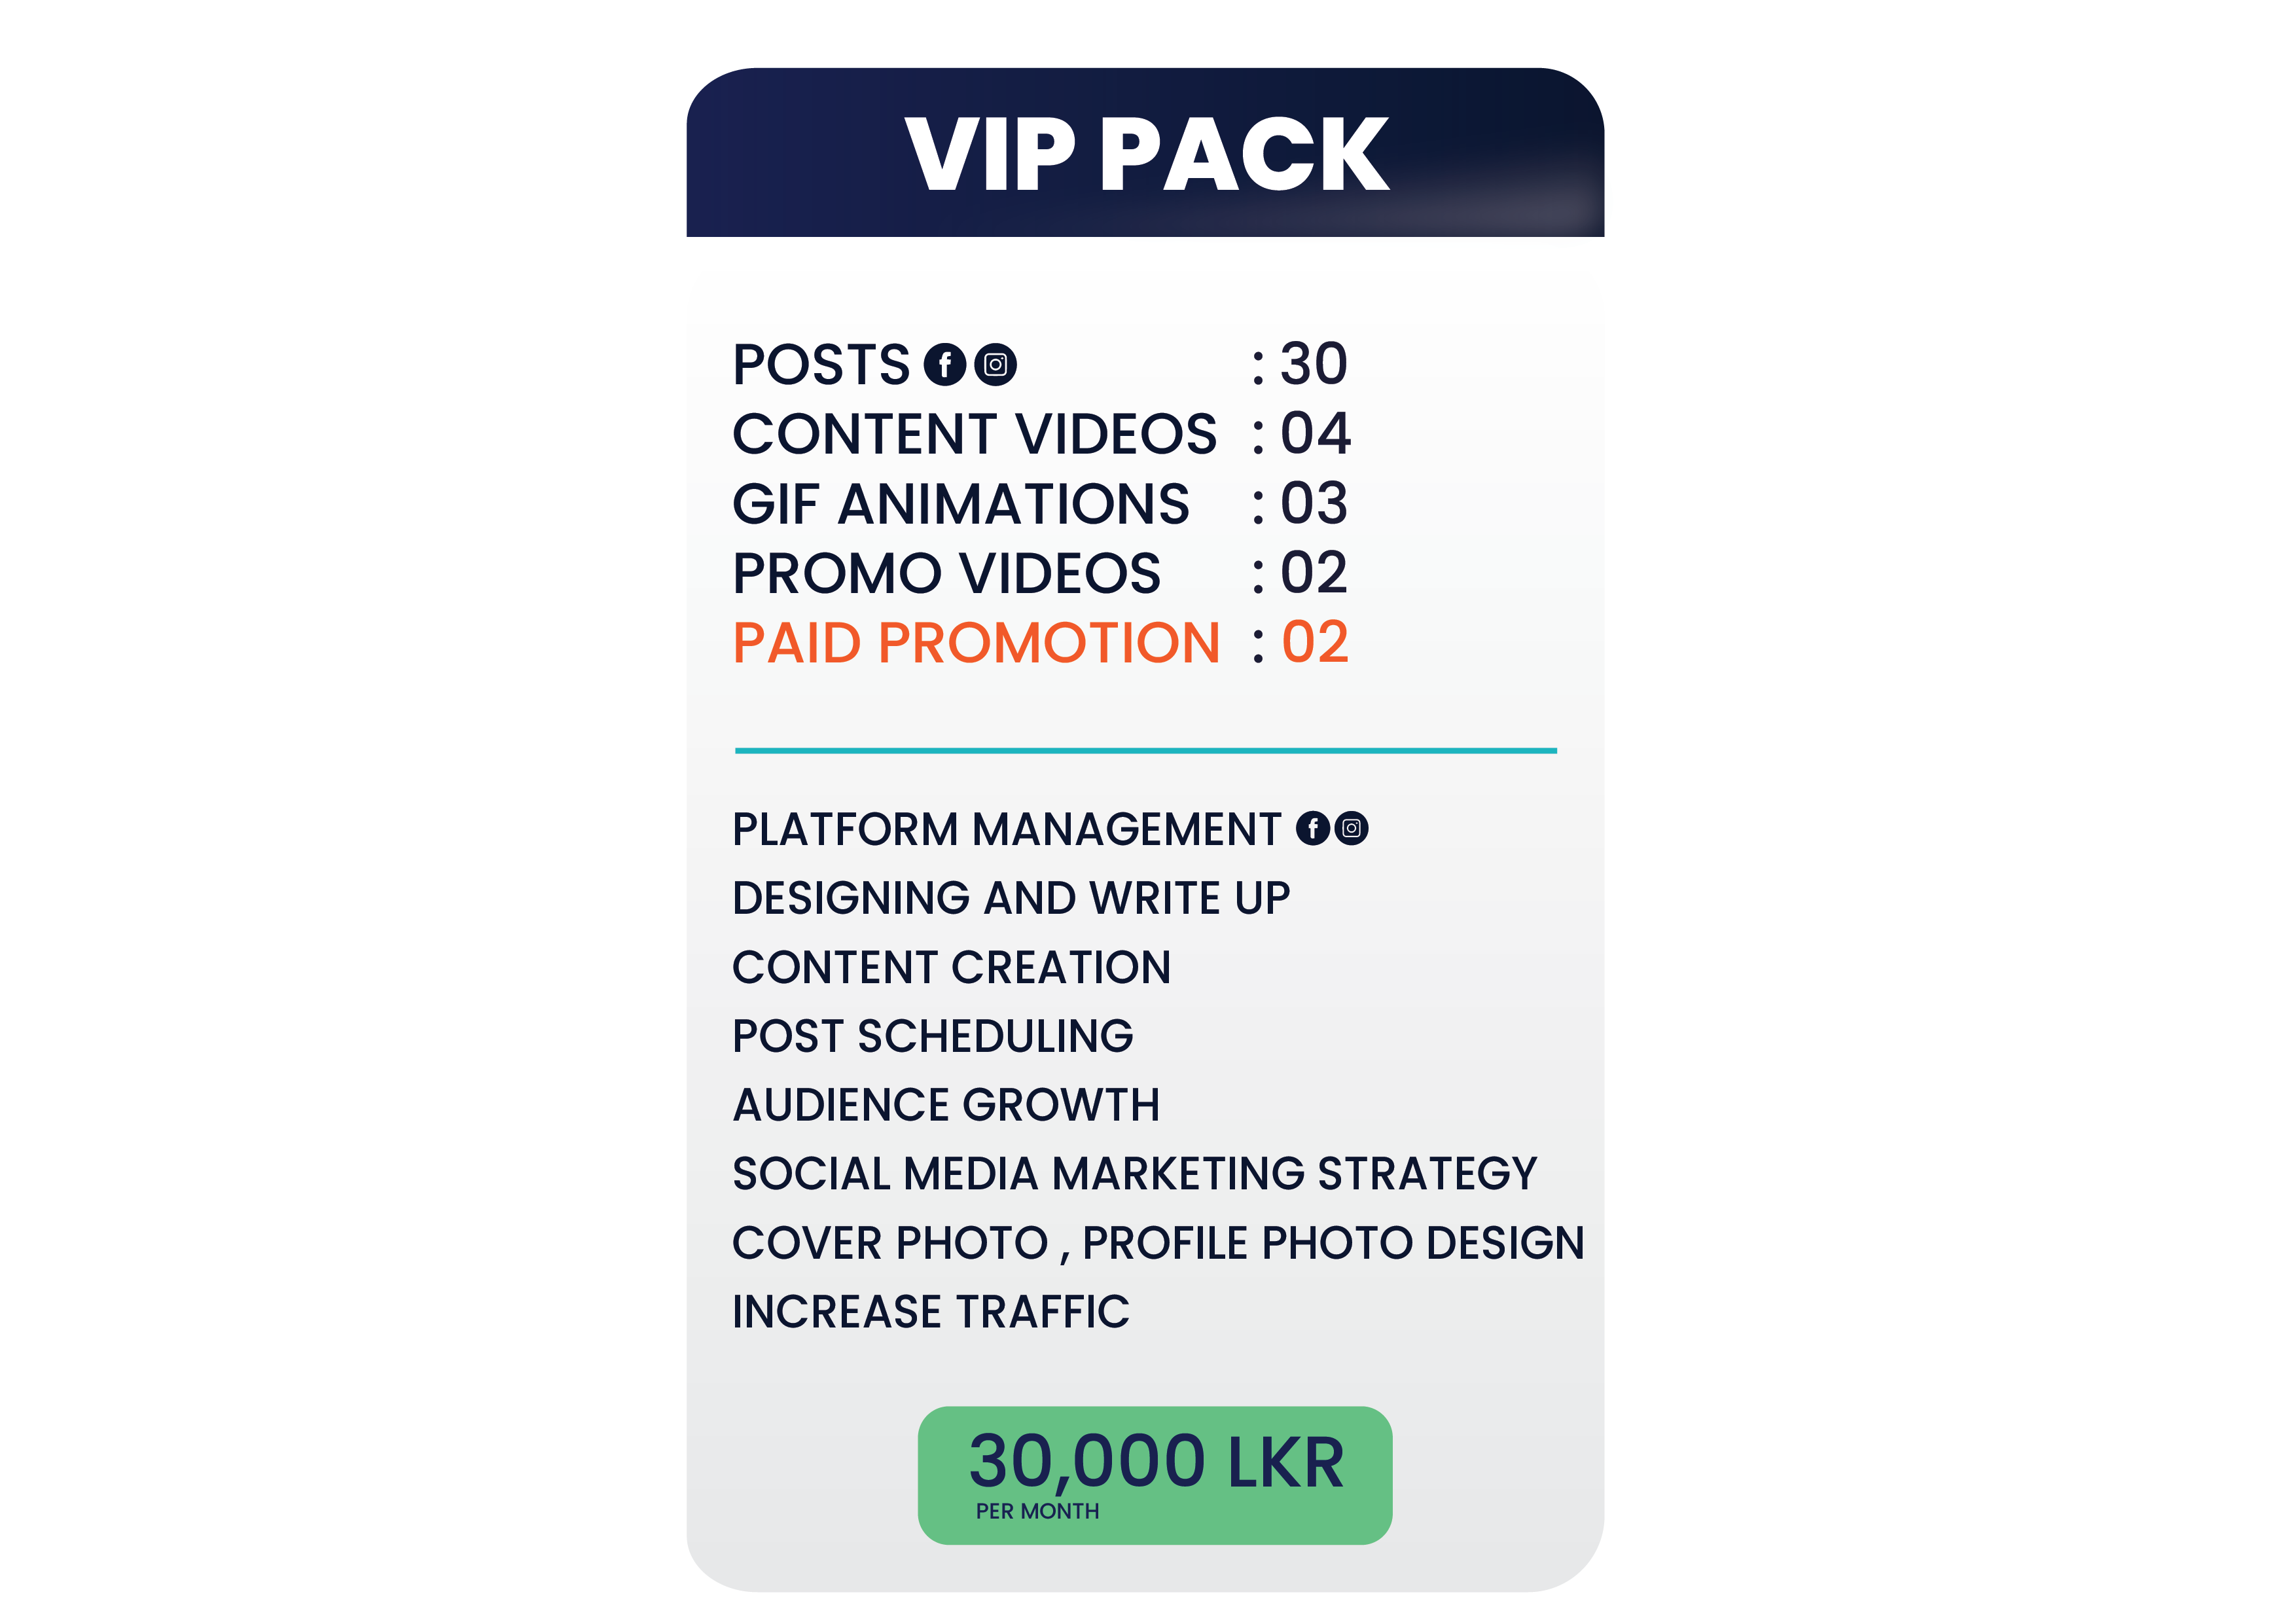 VIP PACK
POSTS : 30
CONTENT VIDEOS : 04
GIF ANIMATIONS : 03
PROMO VIDEOS : 02
PAID PROMOTION : 02
PLATFORM MANAGEMENT
DESIGNING AND WRITE UP
CONTENT CREATION
POST SCHEDULING
AUDIENCE GROWTH
SOCIAL MEDIA MARKETING STRATEGY
COVER PHOTO , PROFILE PHOTO DESIGN
INCREASE TRAFFIC
30,000 LKR
PER MONTH